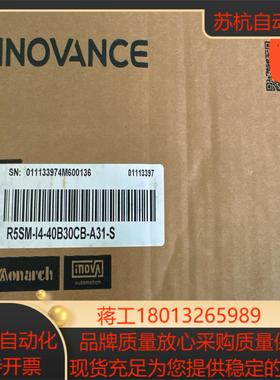 苏杭自动
INOVANCE
SN: 011133974M600136
01113397
R5SM-I4-40B30CB-A31-S
Monarch
inovA
蒋工18013265989
自动化
品牌质量放心采购质量保
票开票
现货充足为您提供稳定的